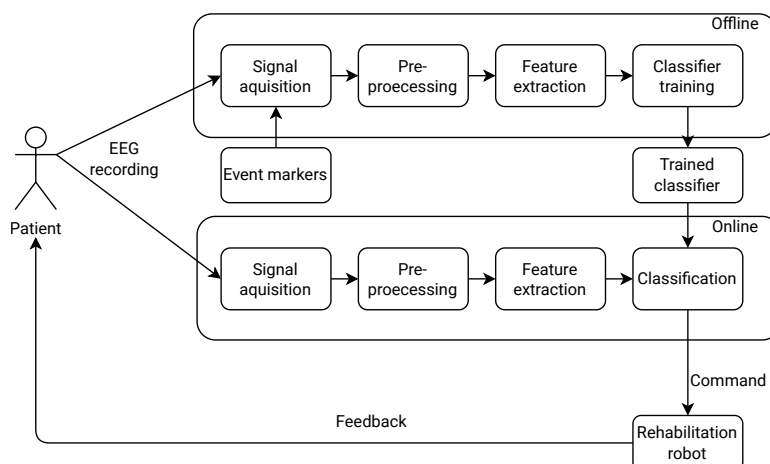 Offline
Signal
aquisition
Pre-
proecessing
Feature
extraction
Classifier
training
EEG
recording
Event markers
Trained
classifier
Patient
Online
Signal
aquisition
Pre-
proecessing
Feature
extraction
Classification
Command
Feedback
Rehabilitation
robot